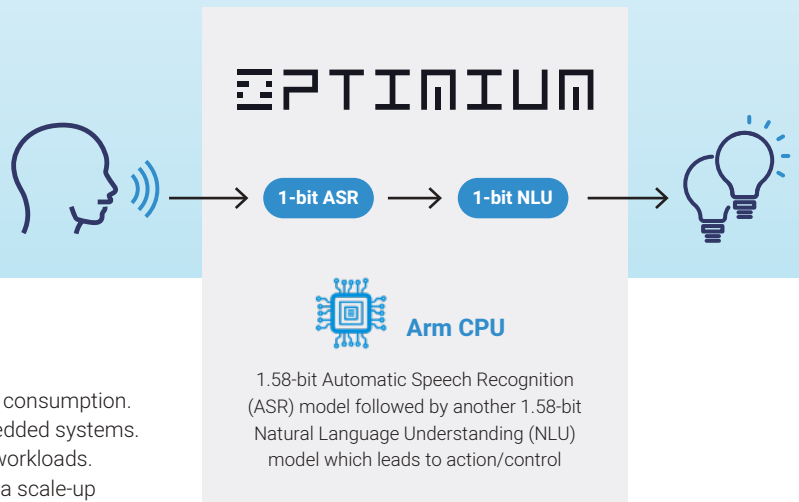 OPTIMIUM
1-bit ASR
1-bit NLU
Arm CPU
1.58-bit Automatic Speech Recognition
(ASR) model followed by another 1.58-bit
Natural Language Understanding (NLU)
model which leads to action/control
consumption.
edded systems.
workloads.
a scale-up